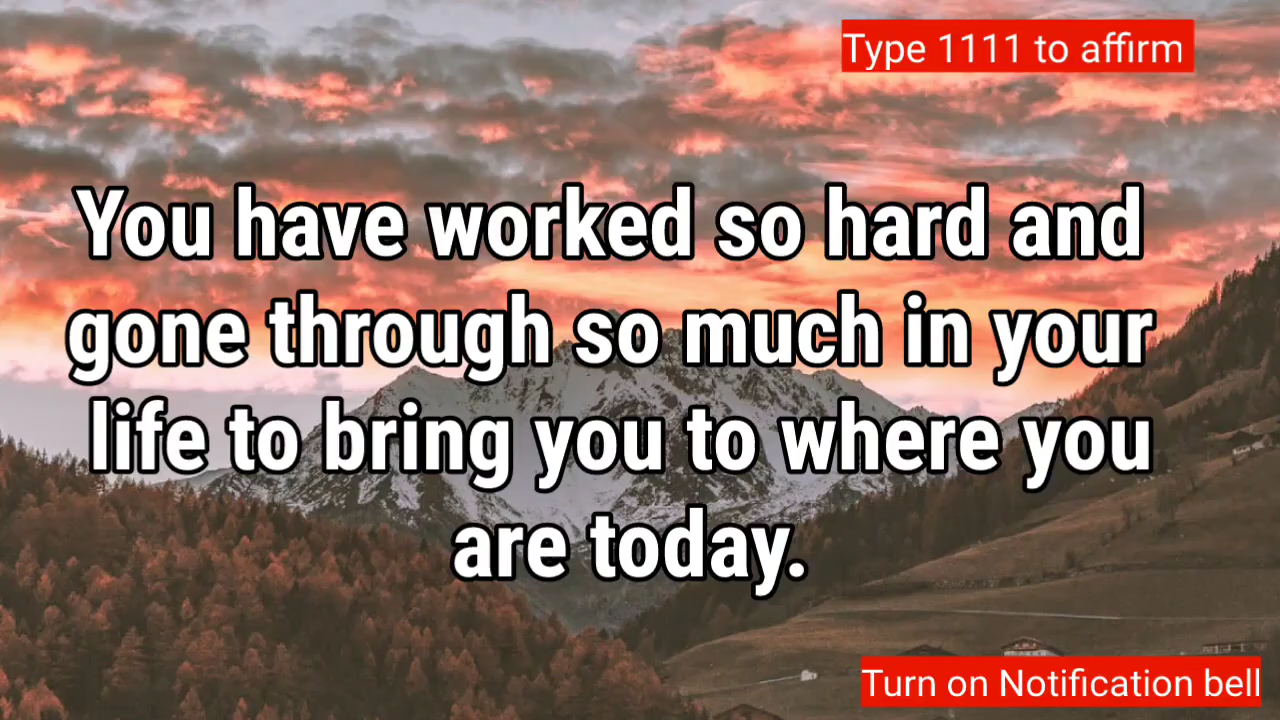 Type 1111 to affirm
You have worked so hard and
gone through so much in your
life to bring you to where you
are today.
Turn on Notification bell